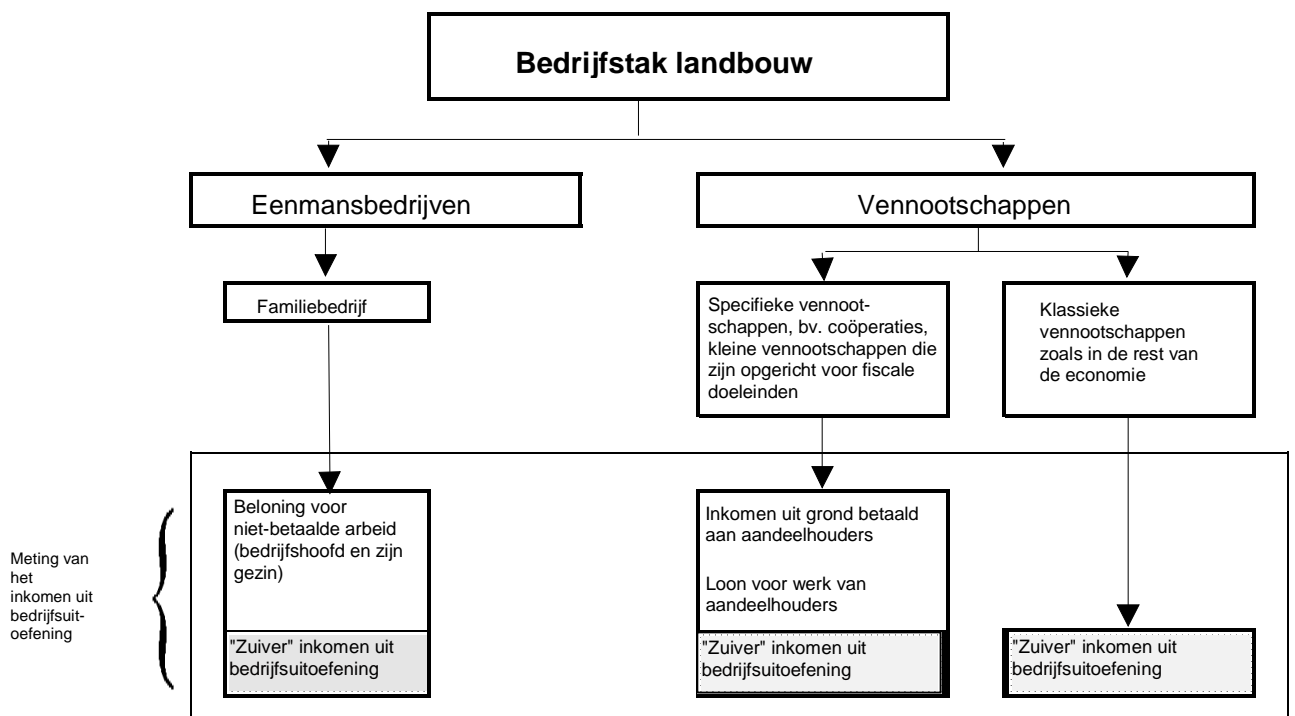 Bedrijfstak landbouw
Eenmansbedrijven
Vennootschappen
Familiebedrijf
Specifieke vennoot-
schappen, bv. coöperaties,
kleine vennootschappen die
zijn opgericht voor fiscale
doeleinden
Klassieke
vennootschappen
zoals in de rest van
de economie
Meting van
het
inkomen uit
bedrijfsuit-
oefening
Beloning voor
niet-betaalde arbeid
(bedrijfshoofd en zijn
gezin)
"Zuiver" inkomen uit
bedrijfsuitoefening
Inkomen uit grond betaald
aan aandeelhouders
Loon voor werk van
aandeelhouders
"Zuiver" inkomen uit
bedrijfsuitoefening
"Zuiver" inkomen uit
bedrijfsuitoefening